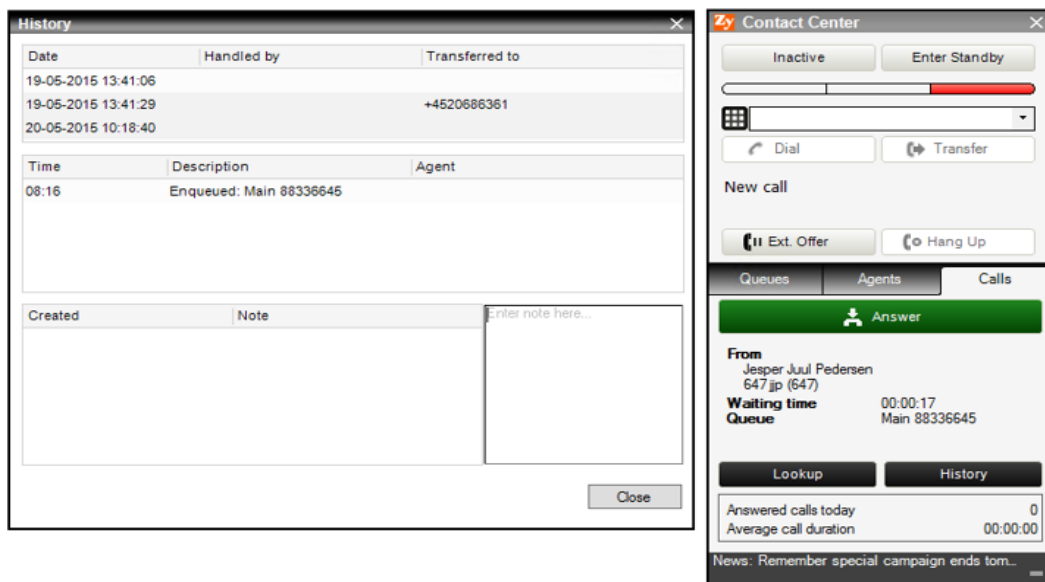 History
Date Handled by Transferred to
19-05-2015 13:41:06
19-05-2015 13:41:29 +4520686361
20-05-2015 10:18:40
Time Description Agent
08:16 Enqueued: Main 88336645
Created Note
Enter note here...
Close
Zy Contact Center
Inactive Enter Standby
Dial Transfer
New call
Ext. Offer Hang Up
Queues Agents Calls
Answer
From
Jesper Juul Pedersen
647 jjp (647)
Waiting time 00:00:17
Queue Main 88336645
Lookup History
Answered calls today 0
Average call duration 00:00:00
News: Remember special campaign ends tom...